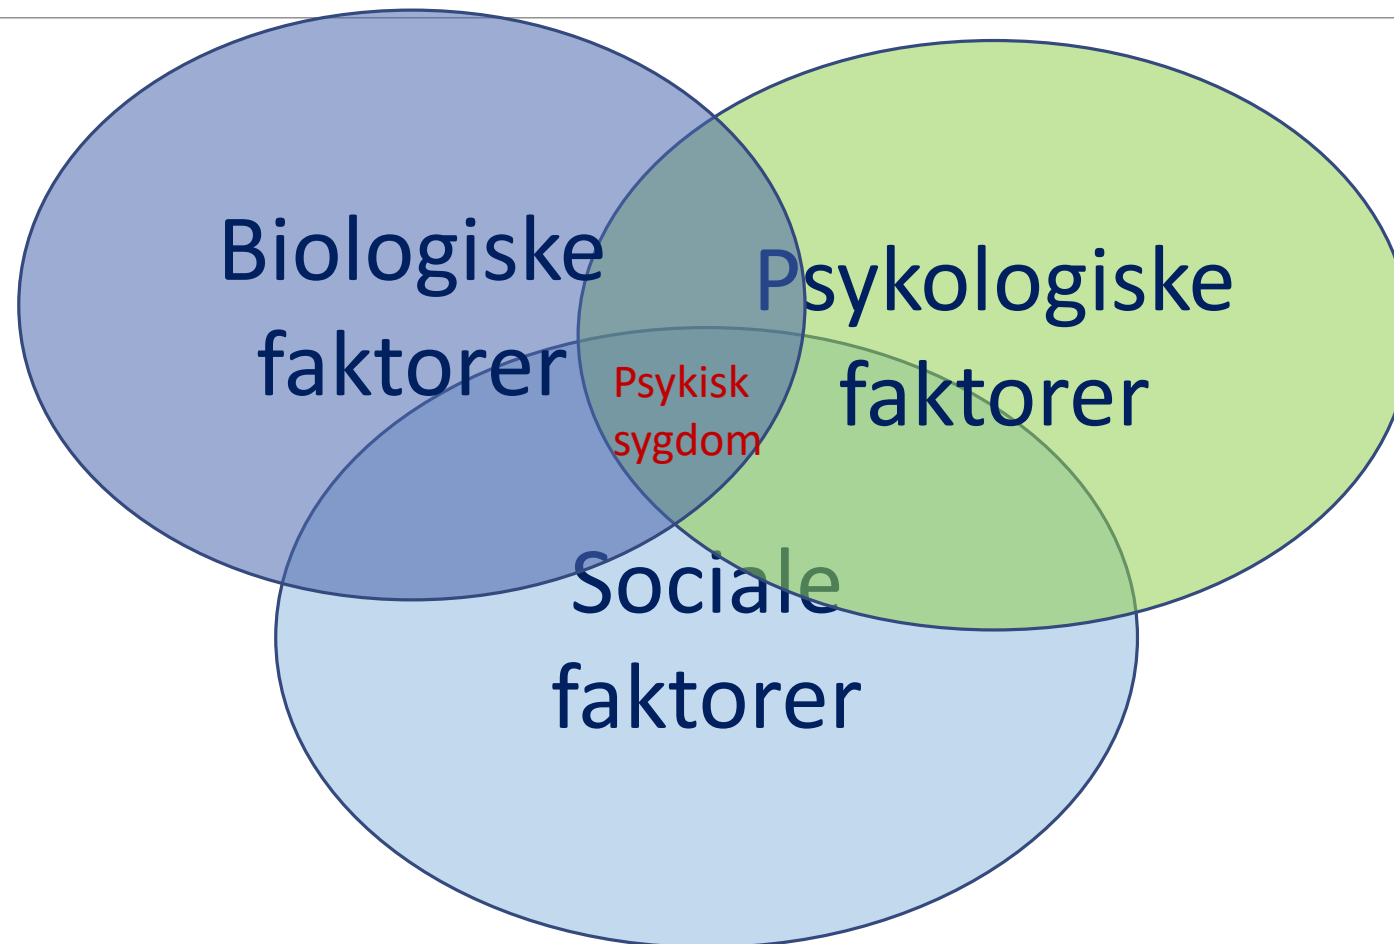 Biologiske
faktorer
Psykologiske
faktorer
Psykisk
sygdom
Sociale
faktorer